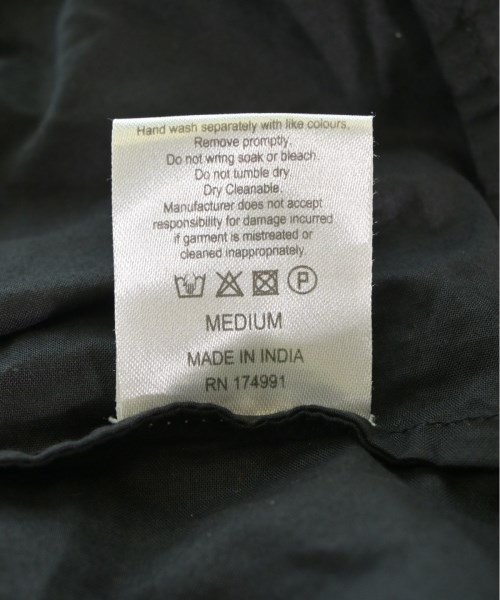 Hand wash separately with like colours.
Remove promptly.
Do not wring soak or bleach.
Do not tumble dry.
Dry Cleanable.
Manufacturer does not accept
responsibility for damage incurred
if garment is mistreated or
cleaned inappropriately.
P
MEDIUM
MADE IN INDIA
RN 174991